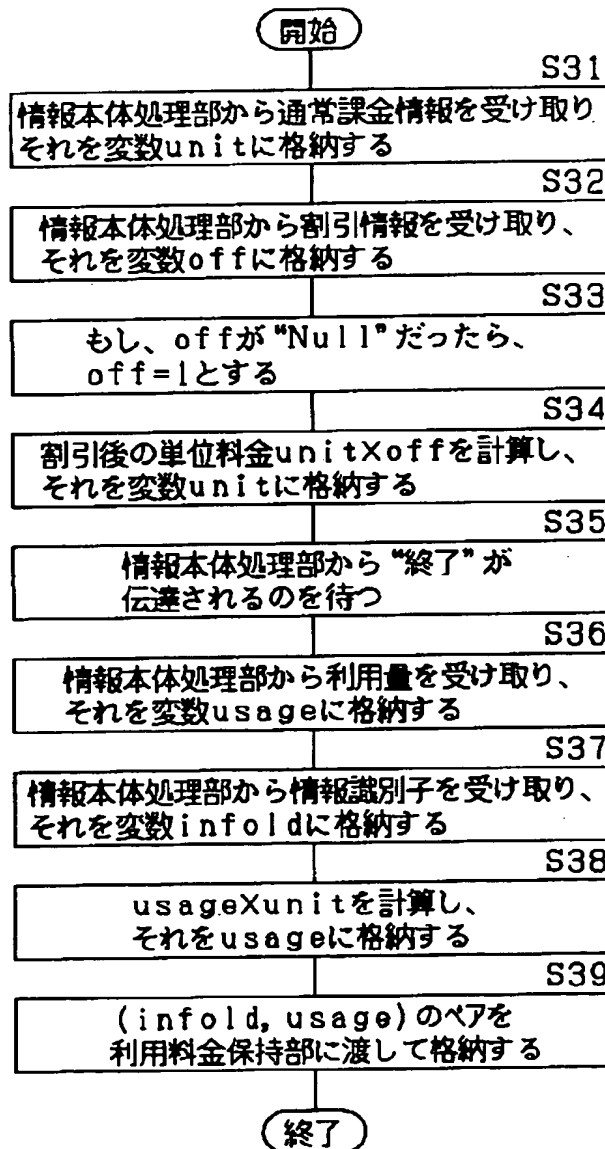 開始
S31
情報本体処理部から通常課金情報を受け取り
それを変数unitに格納する
S32
情報本体処理部から割引情報を受け取り、
それを変数offに格納する
S33
もし、offが“Null”だったら、
off=1とする
S34
割引後の単位料金unit×offを計算し、
それを変数unitに格納する
S35
情報本体処理部から“終了”が
伝達されるのを待つ
S36
情報本体処理部から利用量を受け取り、
それを変数usageに格納する
S37
情報本体処理部から情報識別子を受け取り、
それを変数infoIdに格納する
S38
usage×unitを計算し、
それをusageに格納する
S39
(infoId, usage)のペアを
利用料金保持部に渡して格納する
終了